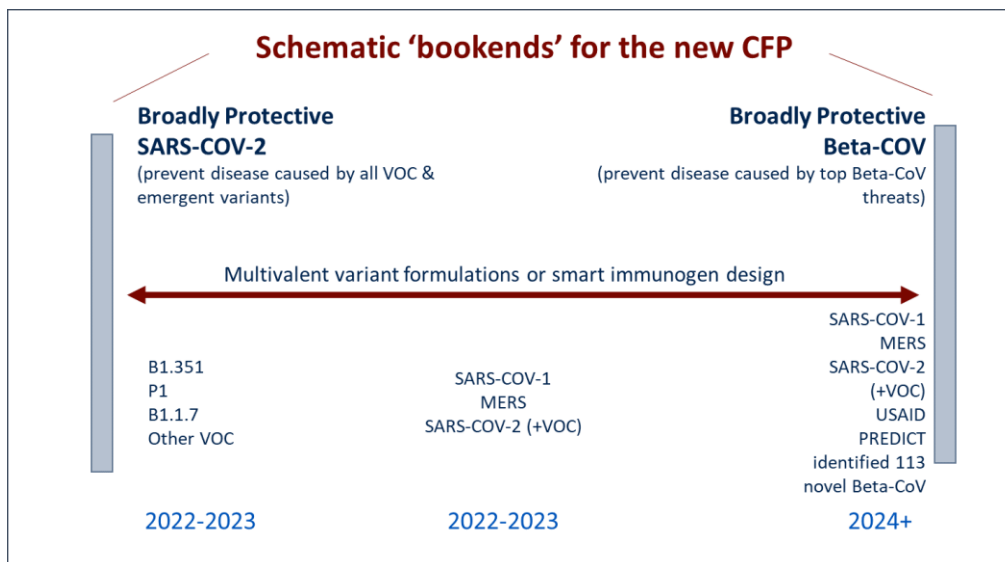 Schematic ‘bookends’ for the new CFP
Broadly Protective
SARS-COV-2
(prevent disease caused by all VOC &
emergent variants)
Broadly Protective
Beta-COV
(prevent disease caused by top Beta-CoV
threats)
Multivalent variant formulations or smart immunogen design
B1.351
P1
B1.1.7
Other VOC
SARS-COV-1
MERS
SARS-COV-2 (+VOC)
SARS-COV-1
MERS
SARS-COV-2
(+VOC)
USAID
PREDICT
identified 113
novel Beta-CoV
2022-2023
2022-2023
2024+